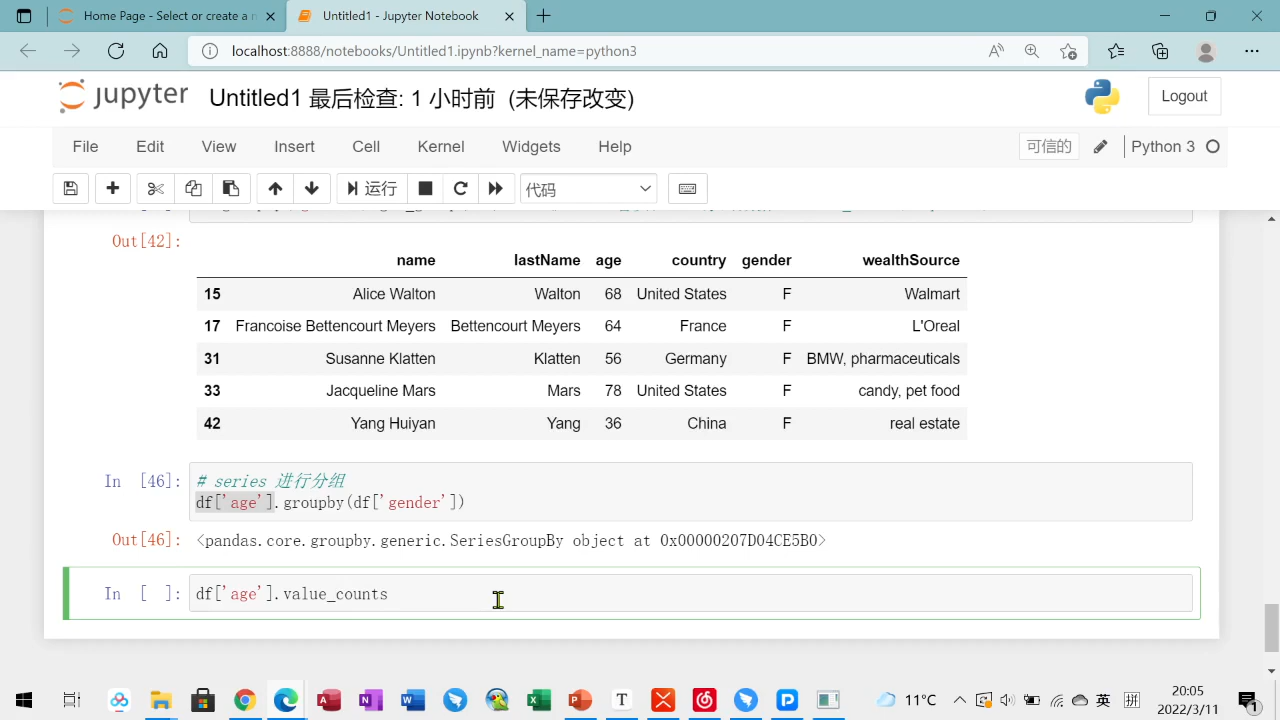 Home Page - Select or create a n
Untitled1 - Jupyter Notebook
localhost:8888/notebooks/Untitled1.ipynb?kernel_name=python3
jupyter Untitled1 最后检查: 1 小时前 (未保存改变) Logout
File Edit View Insert Cell Kernel Widgets Help 可信的 Python 3
运行 代码
Out[42]:
name lastName age country gender wealthSource
15 Alice Walton Walton 68 United States F Walmart
17 Francoise Bettencourt Meyers Bettencourt Meyers 64 France F L'Oreal
31 Susanne Klatten Klatten 56 Germany F BMW, pharmaceuticals
33 Jacqueline Mars Mars 78 United States F candy, pet food
42 Yang Huiyan Yang 36 China F real estate
In [46]: # series 进行分组
df['age'].groupby(df['gender'])
Out[46]: <pandas.core.groupby.generic.SeriesGroupBy object at 0x00000207D04CE5B0>
In [ ]: df['age'].value_counts
11°C 英 拼 20:05
2022/3/11 1